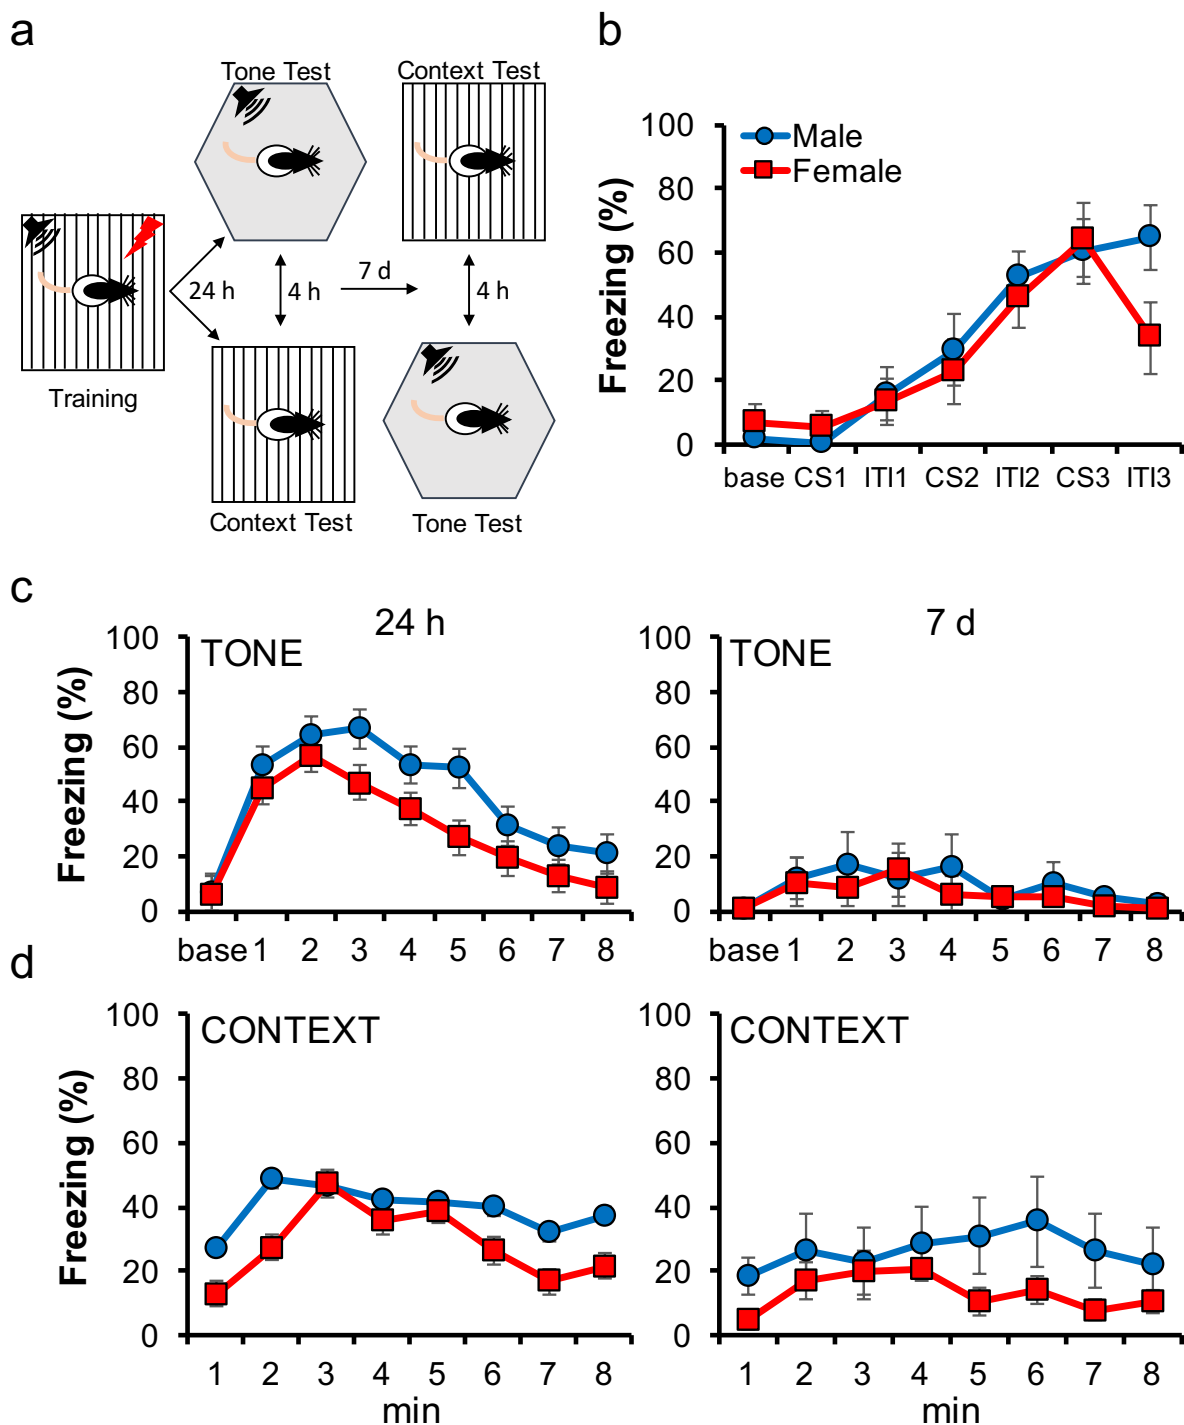 a
Tone Test
Context Test
24 h
4 h
7 d
4 h
Training
Context Test
Tone Test
b
Freezing (%)
100
80
60
40
20
0
Male
Female
base CS1 ITI1 CS2 ITI2 CS3 ITI3
c
24 h
7 d
TONE
Freezing (%)
100
80
60
40
20
0
base 1 2 3 4 5 6 7 8
TONE
100
80
60
40
20
0
base 1 2 3 4 5 6 7 8
d
CONTEXT
Freezing (%)
100
80
60
40
20
0
1 2 3 4 5 6 7 8
min
CONTEXT
100
80
60
40
20
0
1 2 3 4 5 6 7 8
min